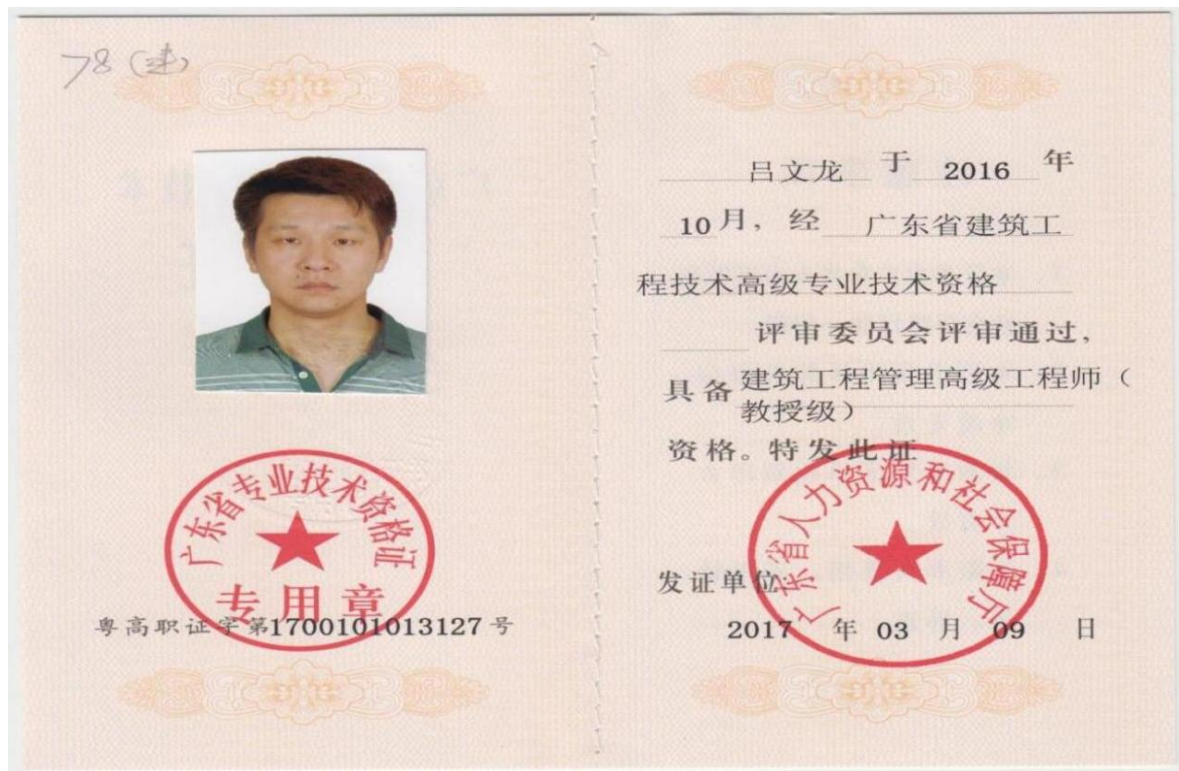 78(建)
广东省专业技术资格证
专用章
粤高职证字第1700101013127号
吕文龙 于 2016 年
10月，经 广东省建筑工
程技术高级专业技术资格
评审委员会评审通过，
具备 建筑工程管理高级工程师（
教授级）
资格。特发此证
广东省人力资源和社会保障厅
发证单位
2017 年 03 月 09 日